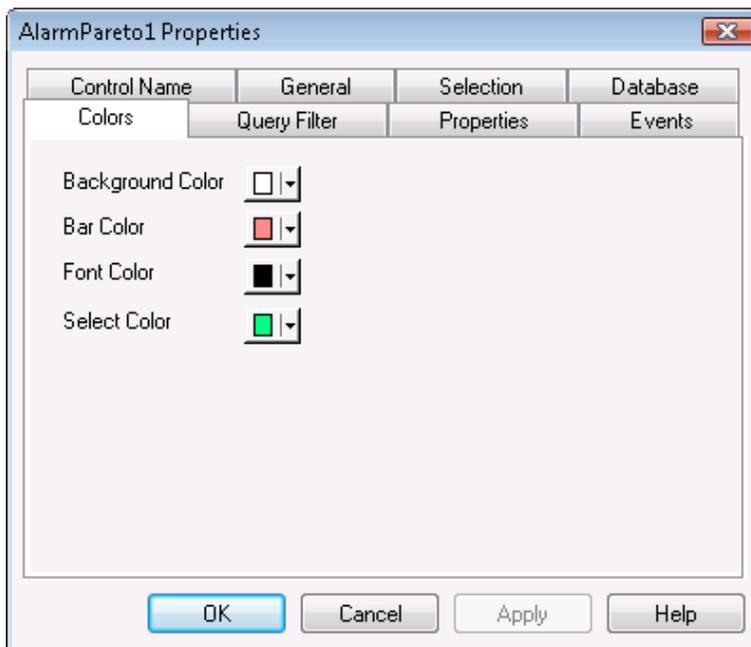 AlarmPareto1 Properties
Control Name General Selection Database
Colors Query Filter Properties Events
Background Color
Bar Color
Font Color
Select Color
OK Cancel Apply Help